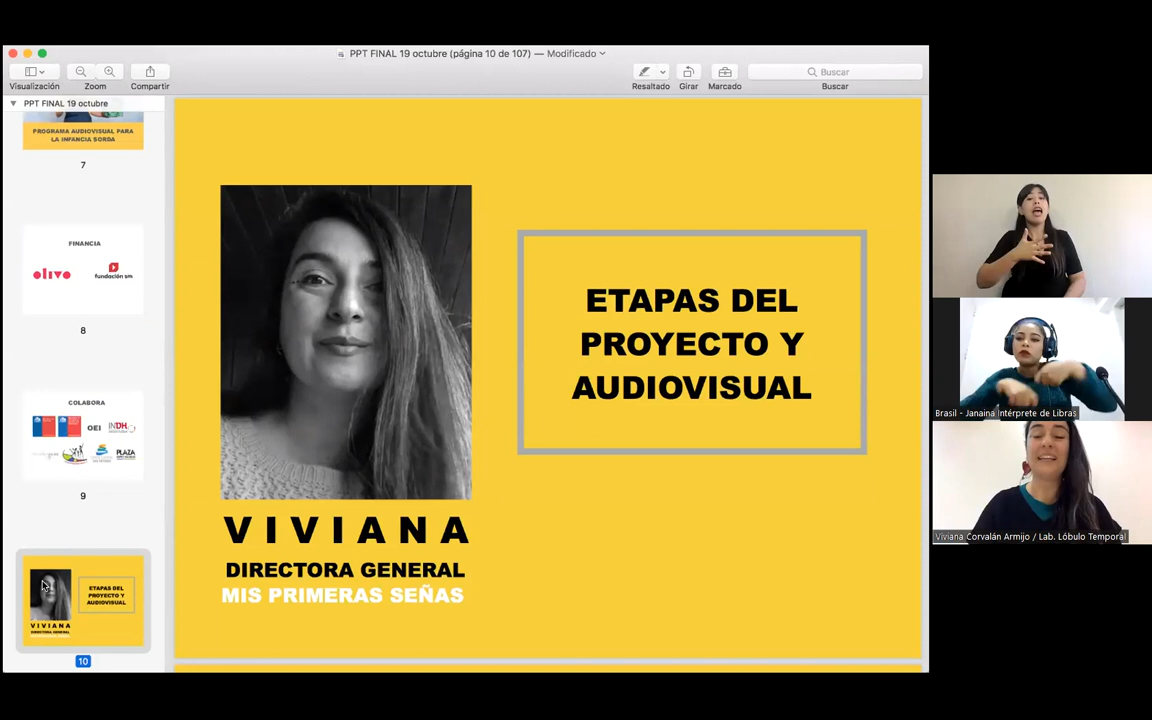 PPT FINAL 19 octubre (página 10 de 107) — Modificado
Visualización
Zoom
Compartir
Resaltado
Girar
Marcado
Buscar
Buscar
PPT FINAL 19 octubre
PROGRAMA AUDIOVISUAL PARA
LA INFANCIA SORDA
7
FINANCIA
olivo
fundación sm
8
COLABORA
OEI
INDH
PLAZA
9
ETAPAS DEL
PROYECTO Y
AUDIOVISUAL
VIVIANA
DIRECTORA GENERAL
10
ETAPAS DEL
PROYECTO Y
AUDIOVISUAL
VIVIANA
DIRECTORA GENERAL
MIS PRIMERAS SEÑAS
Brasil - Janaina Intérprete de Libras
Viviana Corvalán Armijo / Lab. Lóbulo Temporal